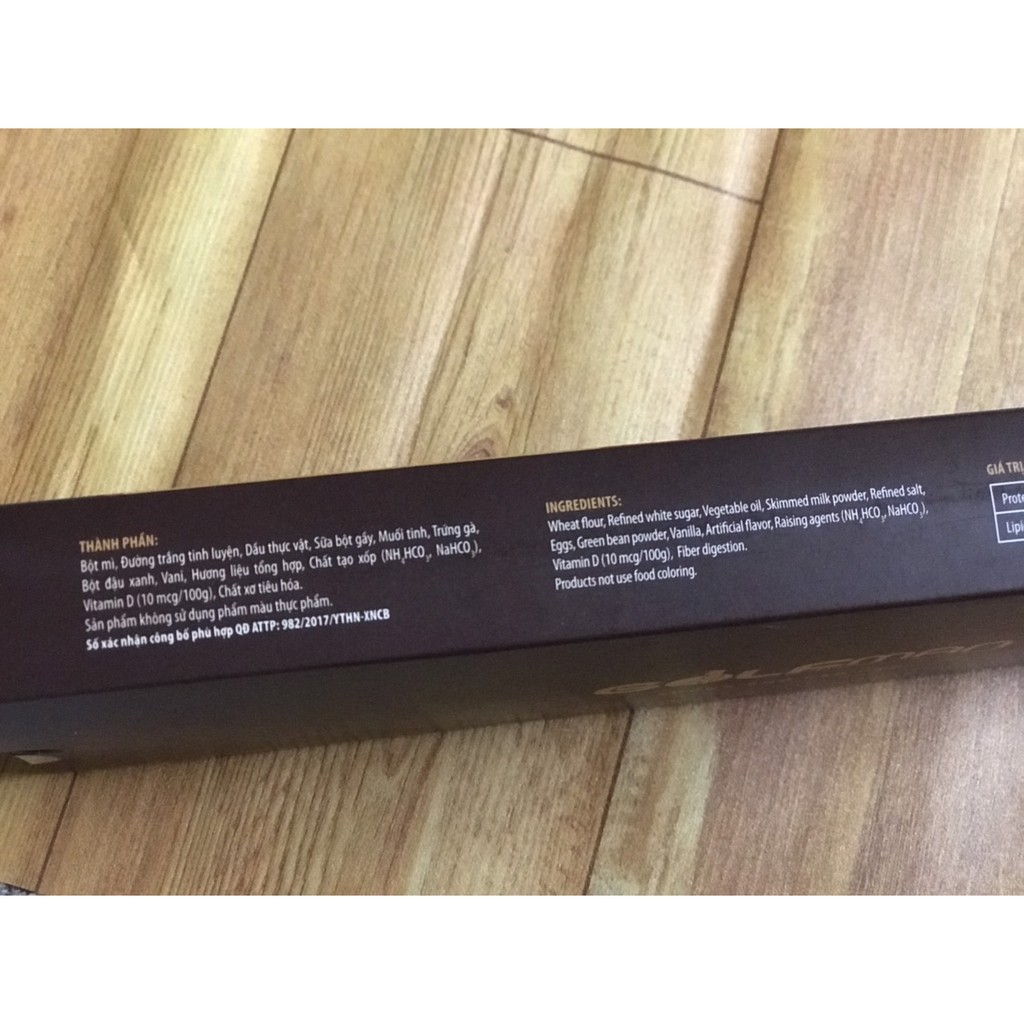 THÀNH PHẦN:
Bột mì, Đường trắng tinh luyện, Dầu thực vật, Sữa bột gầy, Muối tinh, Trứng gà,
Bột đậu xanh, Vani, Hương liệu tổng hợp, Chất tạo xốp (NH₄HCO₃, NaHCO₃),
Vitamin D (10 mcg/100g), Chất xơ tiêu hóa.
Sản phẩm không sử dụng phẩm màu thực phẩm.
Số xác nhận công bố phù hợp QĐ ATTP: 982/2017/YTHN-XNCB
INGREDIENTS:
Wheat flour, Refined white sugar, Vegetable oil, Skimmed milk powder, Refined salt,
Eggs, Green bean powder, Vanilla, Artificial flavor, Raising agents (NH₄HCO₃, NaHCO₃),
Vitamin D (10 mcg/100g), Fiber digestion.
Products not use food coloring.
GIÁ TRỊ
Prote
Lipi
GOLFman